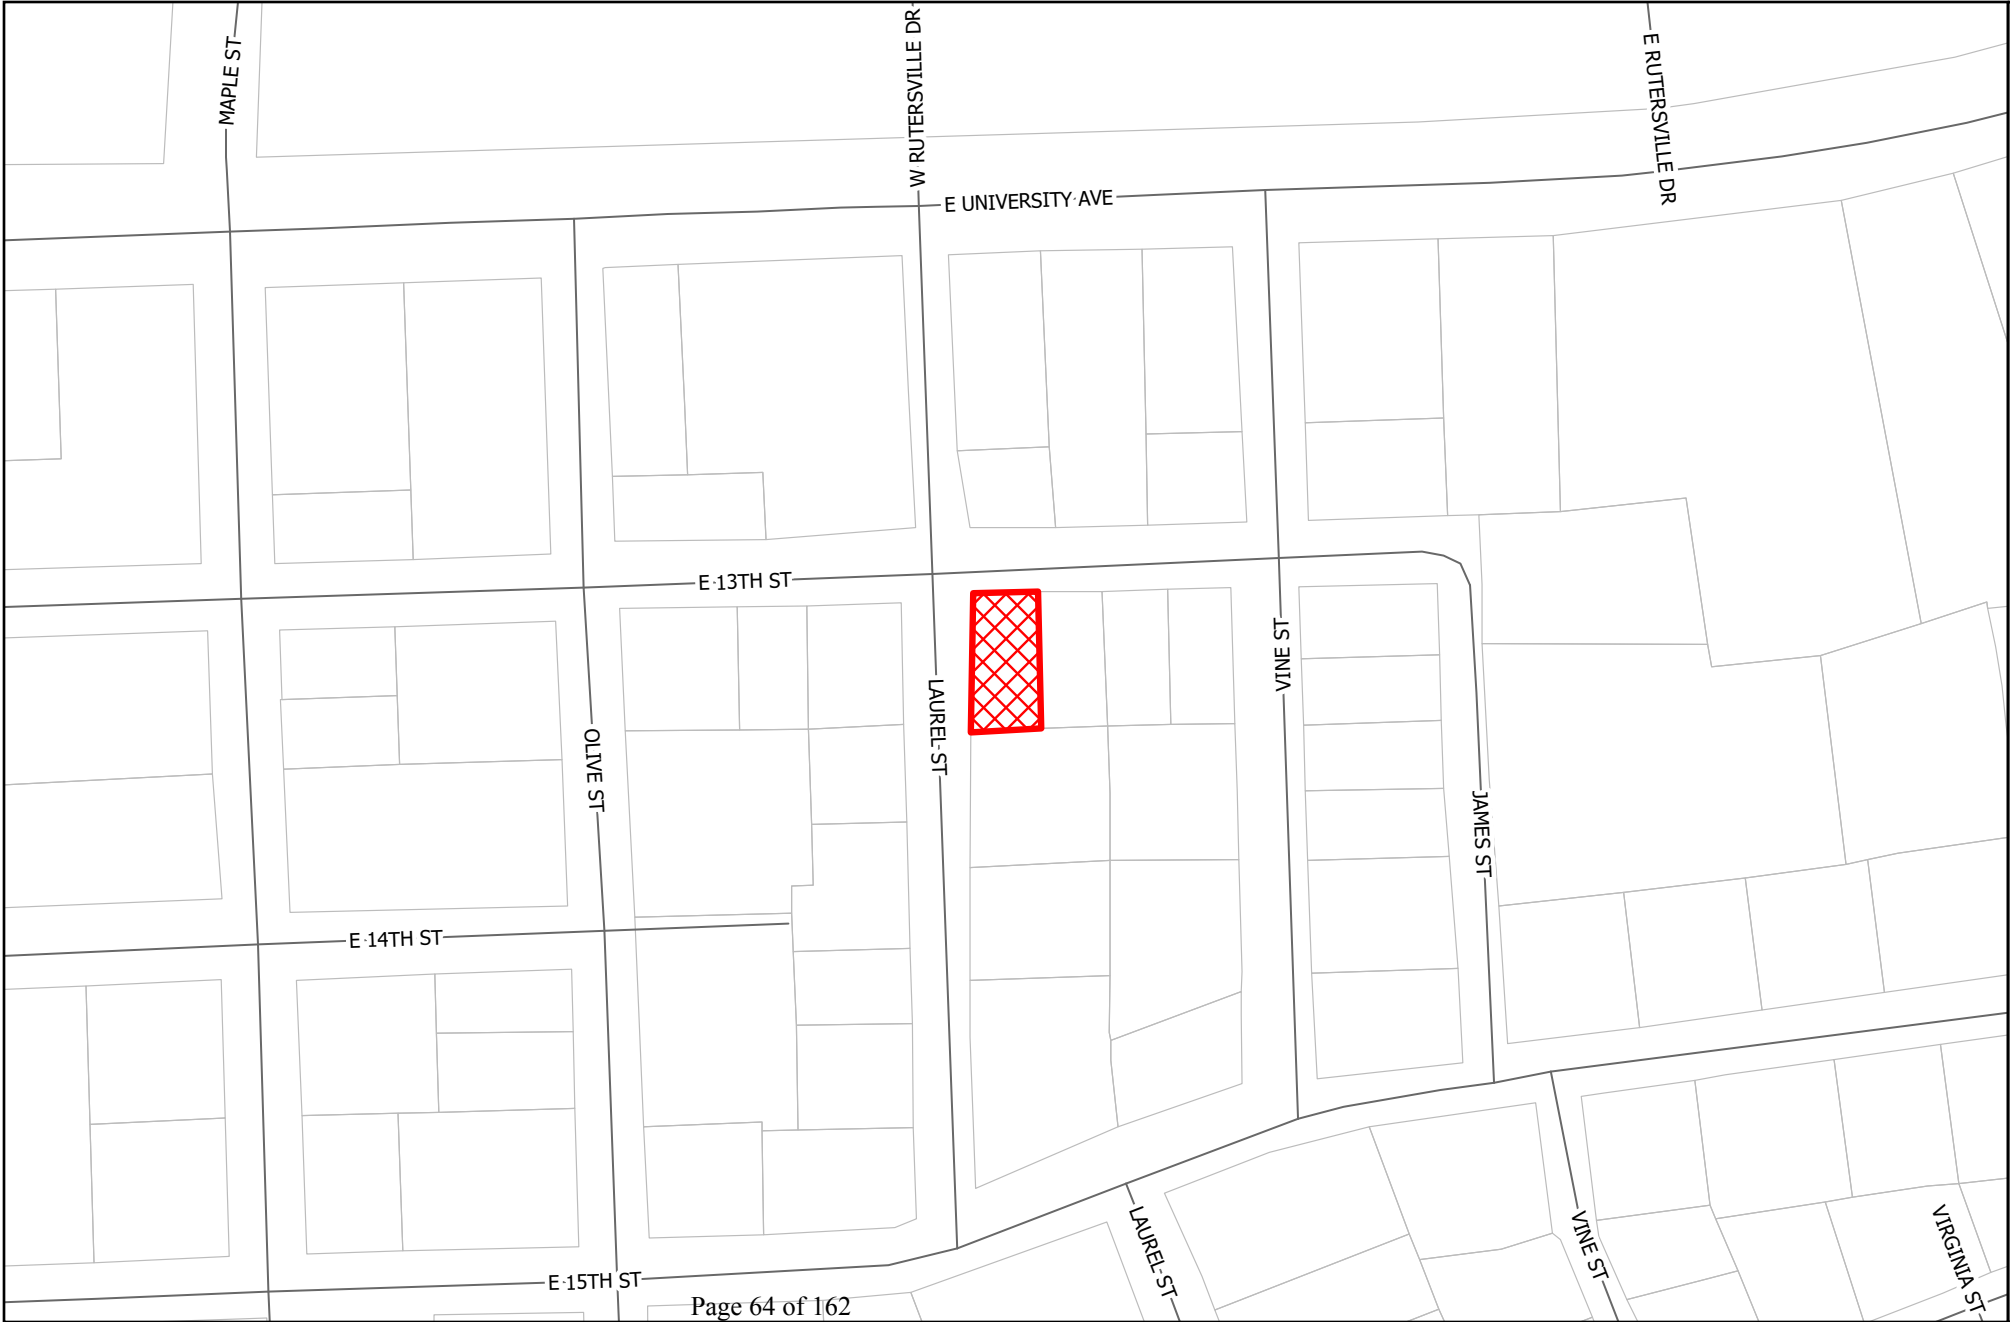 MAPLE ST
W RUTERSVILLE DR
E RUTERSVILLE DR
E UNIVERSITY AVE
E 13TH ST
VINE ST
LAUREL ST
OLIVE ST
JAMES ST
E 14TH ST
LAUREL ST
VINE ST
VIRGINIA ST
E 15TH ST
Page 64 of 162